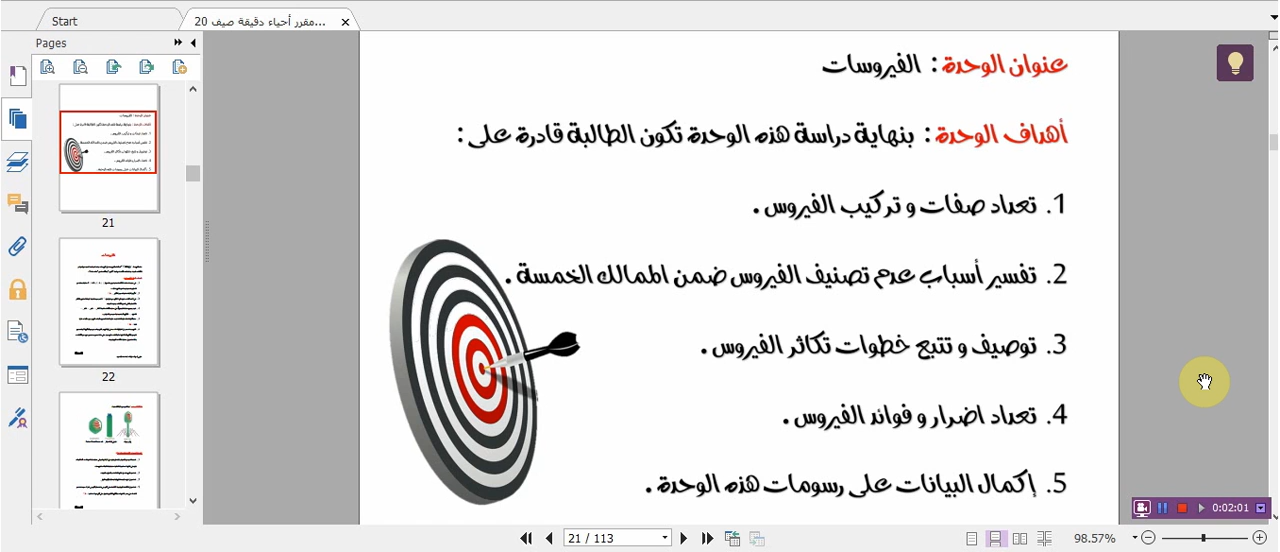 Start
مقرر أحياء دقيقة صيف 20...
Pages
عنوان الوحدة : الفيروسات
أهداف الوحدة : بنهاية دراسة هذه الوحدة تكون الطالبة قادرة على :
1. تعداد صفات و تركيب الفيروس .
2. تفسير أسباب عدم تصنيف الفيروس ضمن الممالك الخمسة .
3. توصيف و تتبع خطوات تكاثر الفيروس .
4. تعداد اضرار و فوائد الفيروس .
5. إكمال البيانات على رسومات هذه الوحدة .
21
22
0:02:01
21 / 113
98.57%